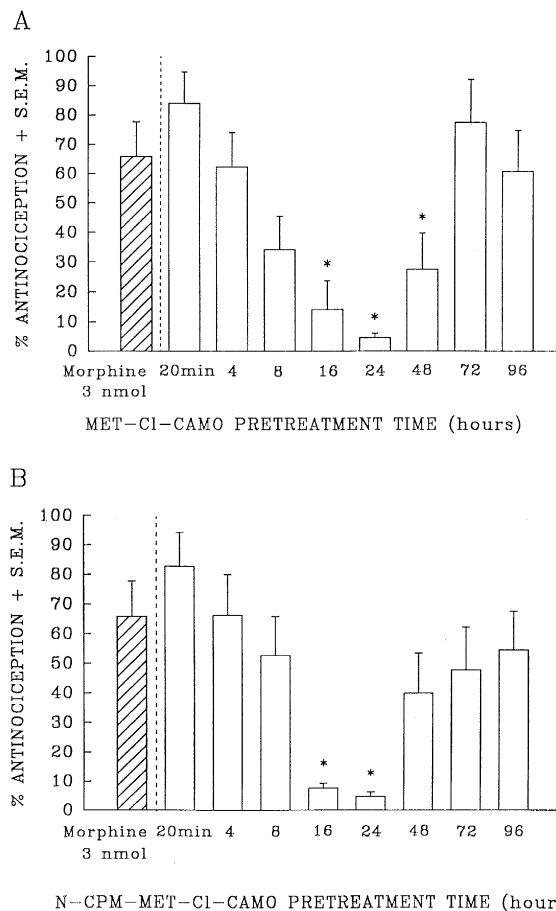 A
% ANTINOCICEPTION + S.E.M.
100
90
80
70
60
50
40
30
20
10
0
*
*
*
Morphine 20min 4 8 16 24 48 72 96
3 nmol
MET-Cl-CAMO PRETREATMENT TIME (hours)
B
% ANTINOCICEPTION + S.E.M.
100
90
80
70
60
50
40
30
20
10
0
*
*
Morphine 20min 4 8 16 24 48 72 96
3 nmol
N-CPM-MET-Cl-CAMO PRETREATMENT TIME (hour